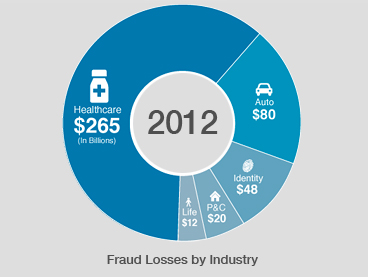 Healthcare
$265
(In Billions)
2012
Auto
$80
Identity
$48
P&C
$20
Life
$12
Fraud Losses by Industry